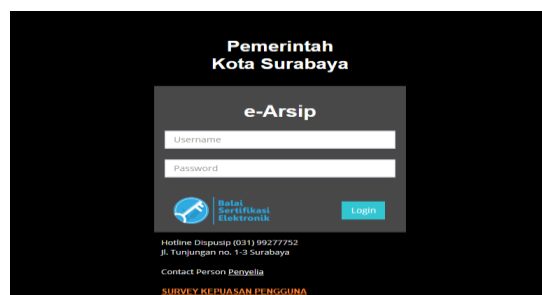 Pemerintah
Kota Surabaya
e-Arsip
Username
Password
Balai
Sertifikasi
Elektronik
Login
Hotline Dispusip (031) 99277752
Jl. Tunjungan no. 1-3 Surabaya
Contact Person Penyelia
SURVEY KEPUASAN PENGGUNA